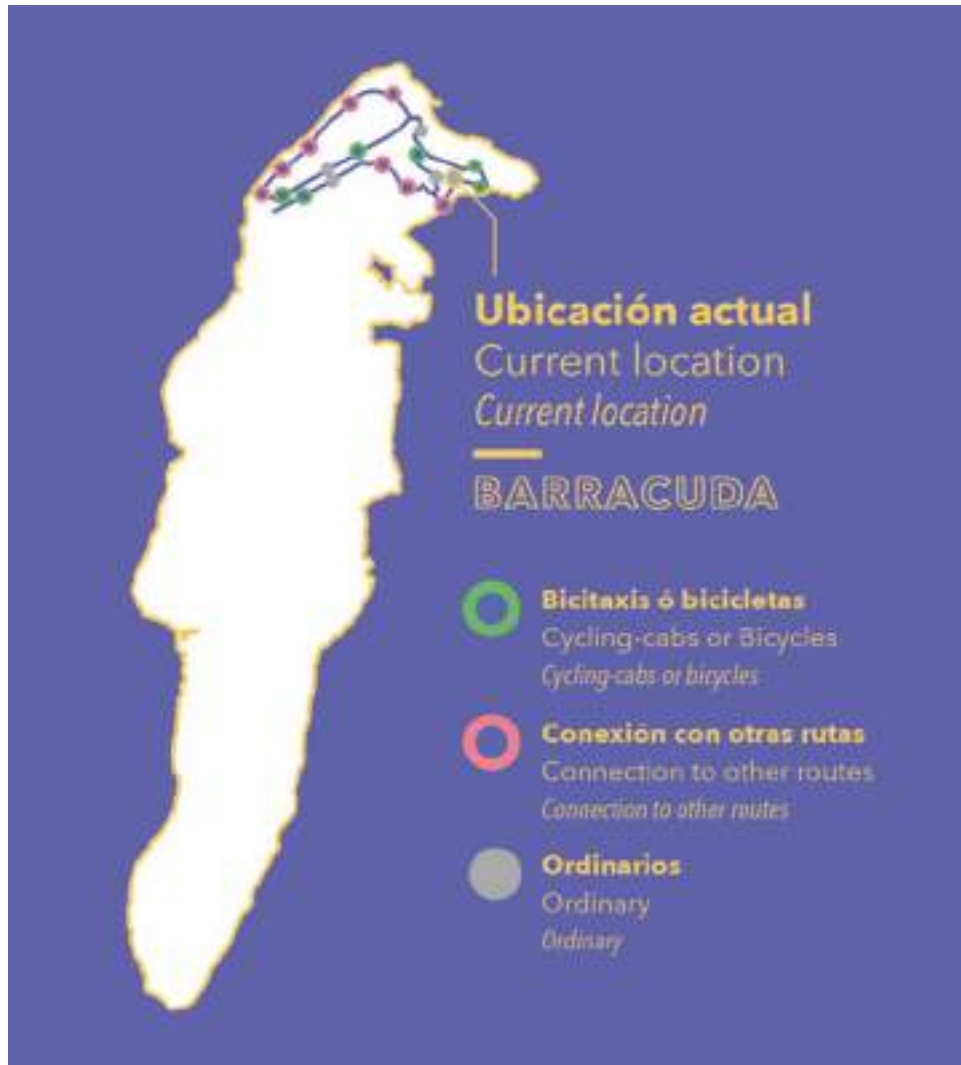 Ubicación actual
Current location
Current location
BARRACUDA
Bicitaxis ó bicicletas
Cycling-cabs or Bicycles
Cycling-cabs or bicycles
Conexión con otras rutas
Connection to other routes
Connection to other routes
Ordinarios
Ordinary
Ordinary